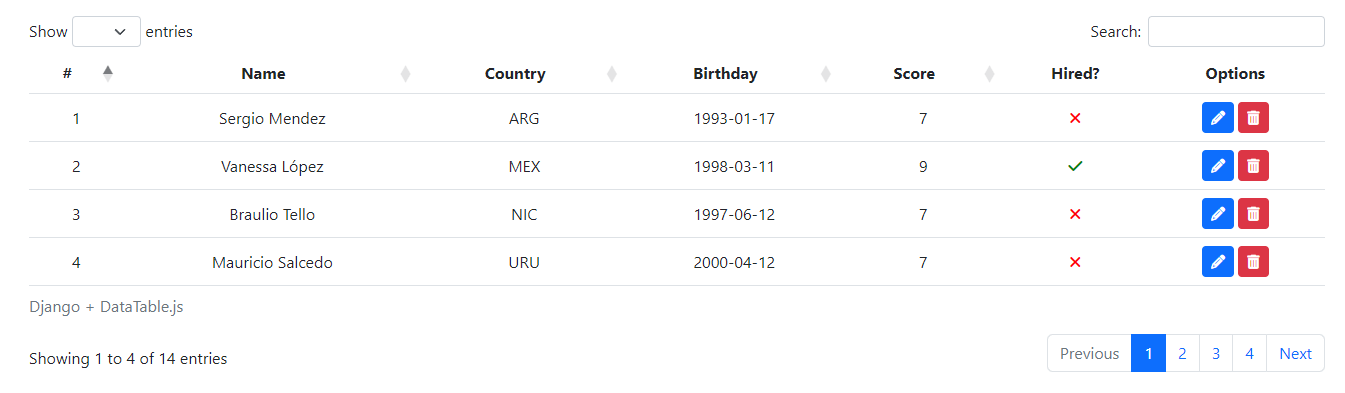 Show entries Search:
# Name Country Birthday Score Hired? Options
1 Sergio Mendez ARG 1993-01-17 7
2 Vanessa López MEX 1998-03-11 9
3 Braulio Tello NIC 1997-06-12 7
4 Mauricio Salcedo URU 2000-04-12 7
Django + DataTable.js
Showing 1 to 4 of 14 entries Previous 1 2 3 4 Next